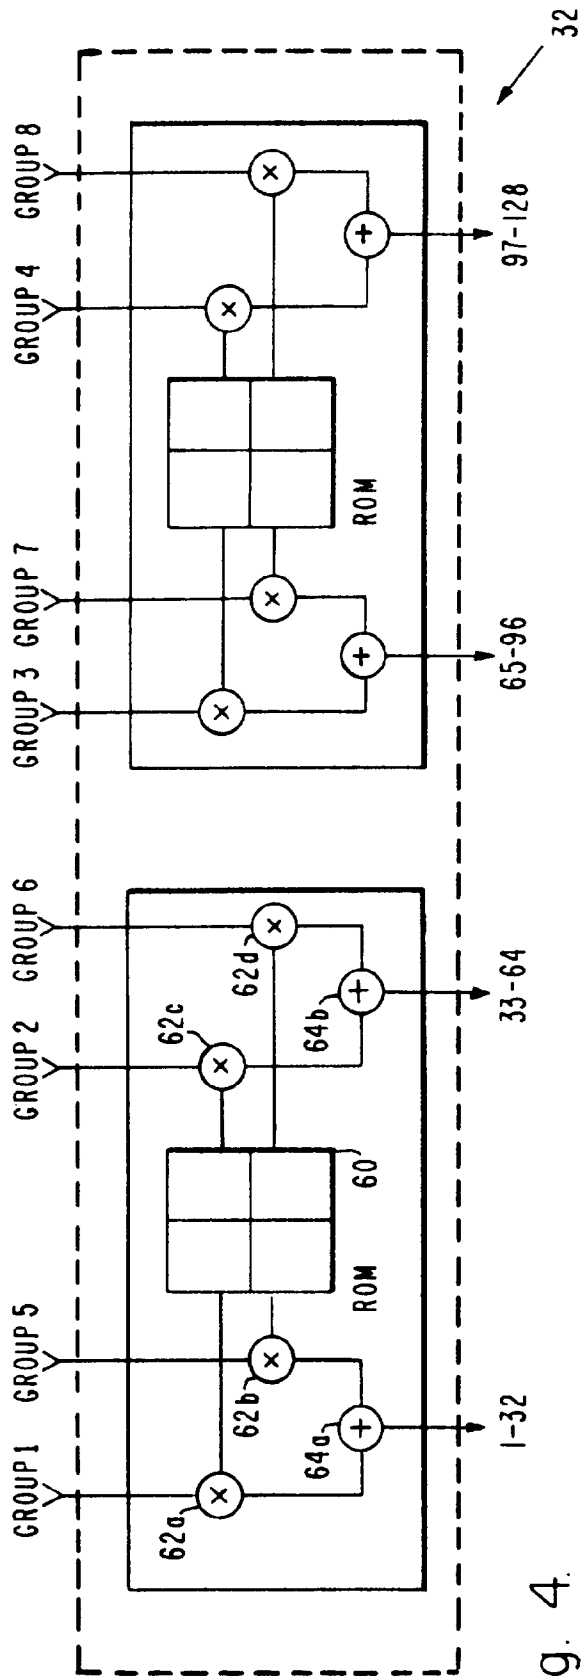 GROUP 1
GROUP 5
GROUP 2
GROUP 6
GROUP 3
GROUP 7
GROUP 4
GROUP 8
62a
62b
62c
62d
64a
64b
ROM
60
ROM
1-32
33-64
65-96
97-128
32
g. 4.